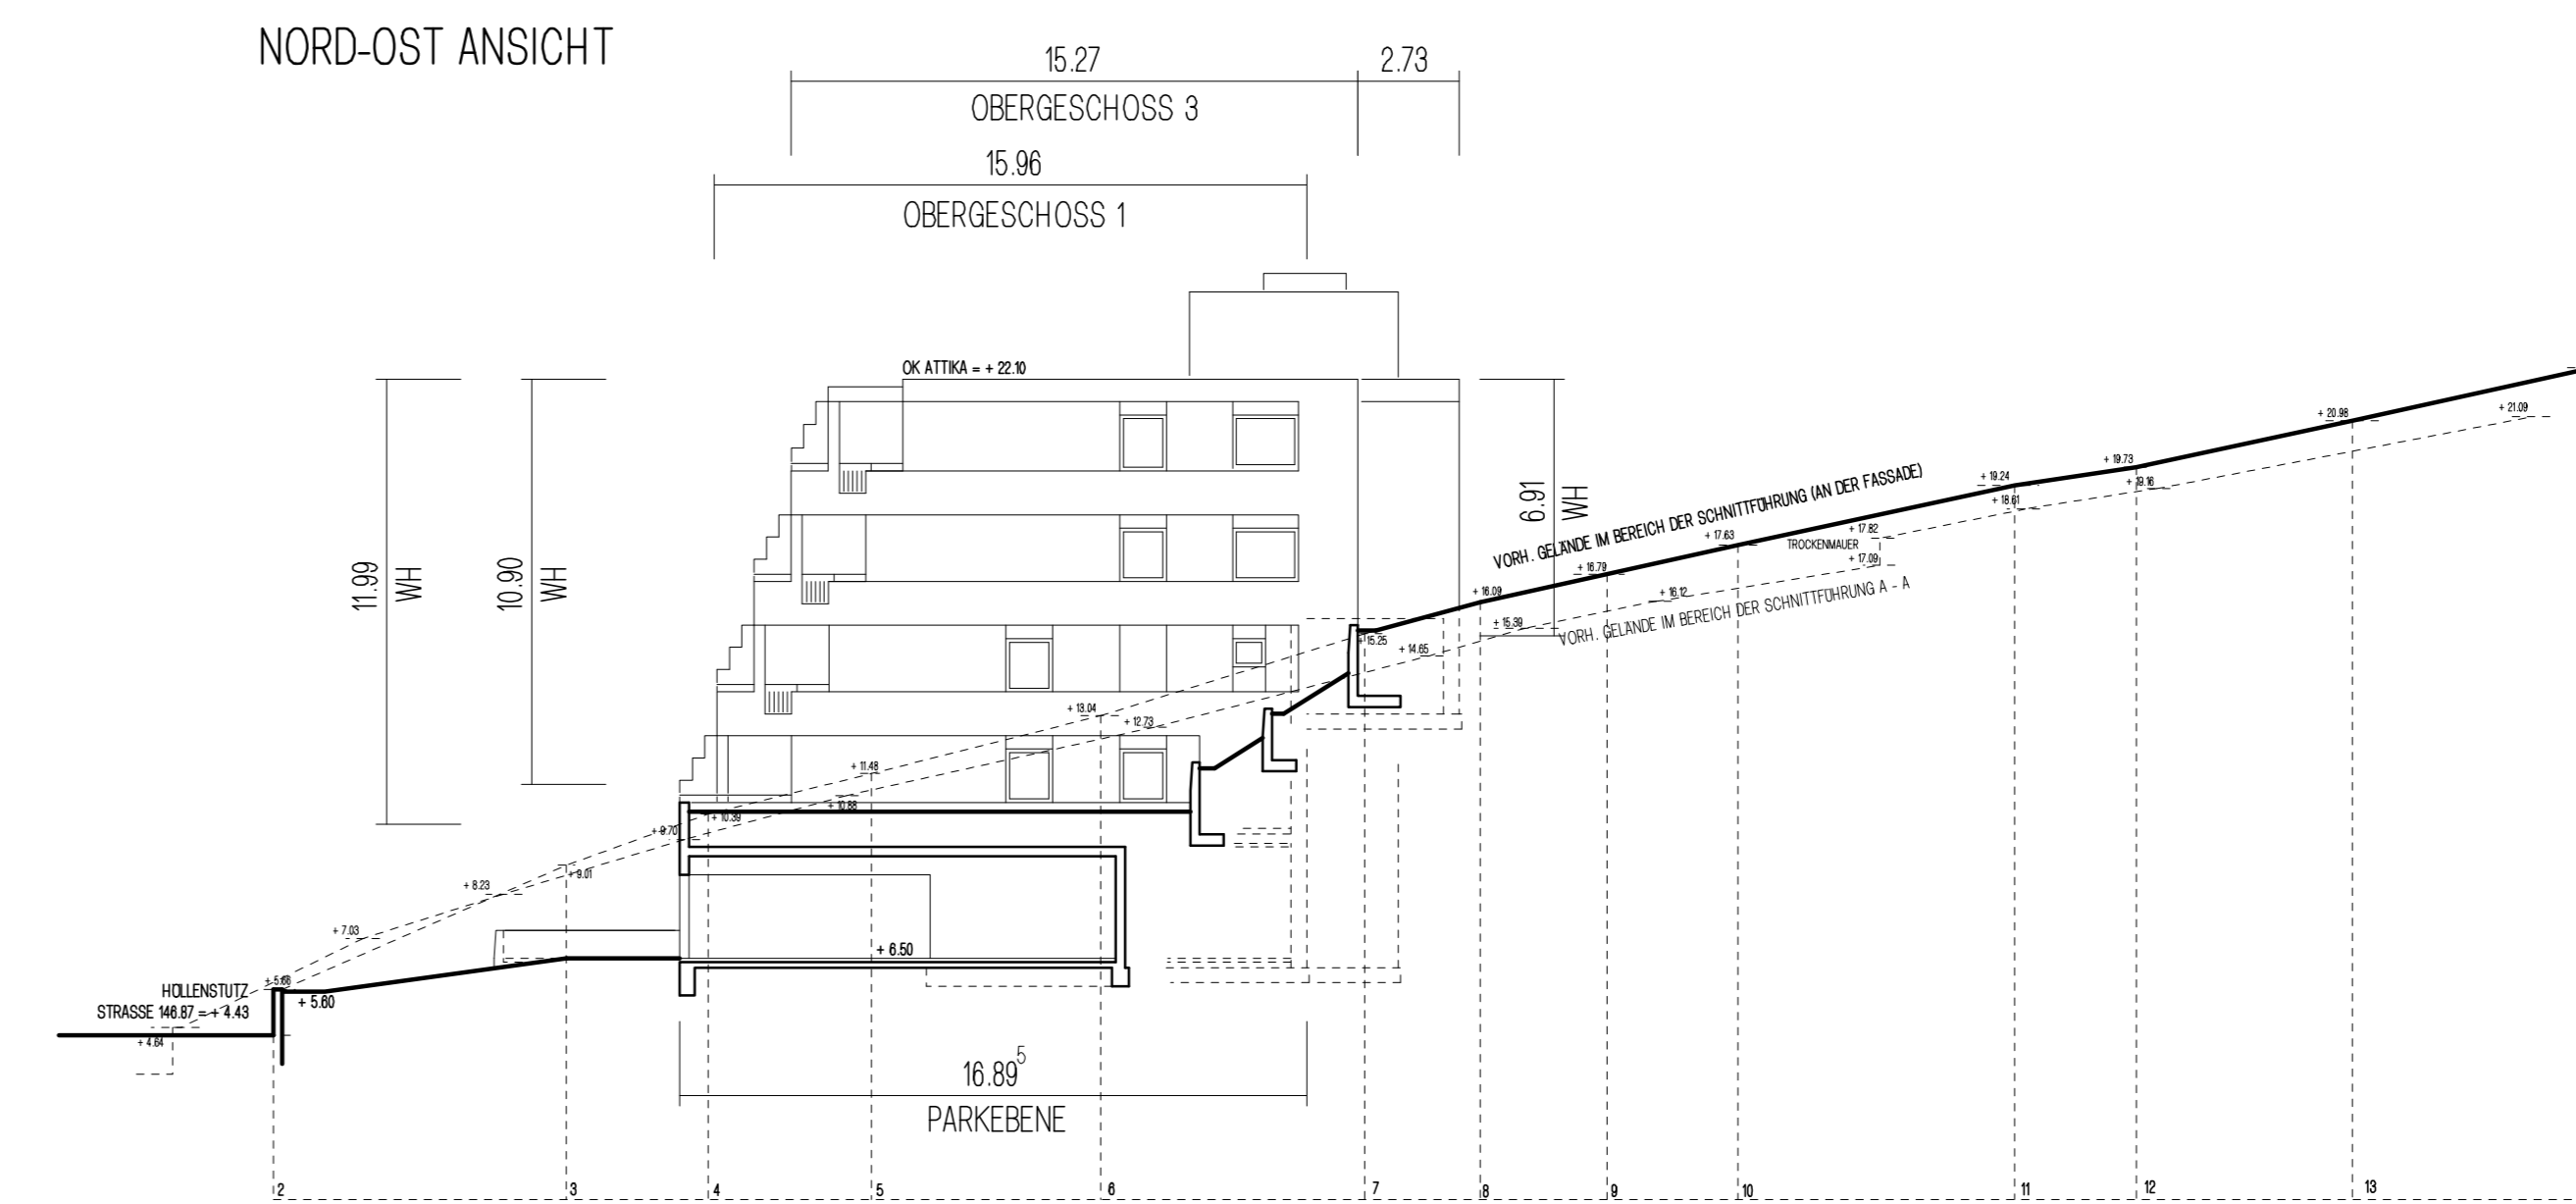 NORD-OST ANSICHT
15.27
2.73
OBERGESCHOSS 3
15.96
OBERGESCHOSS 1
OK ATTIKA = + 22.10
11.99
WH
10.90
WH
6.91
WH
VORH. GELÄNDE IM BEREICH DER SCHNITTFÜHRUNG (AN DER FASSADE)
VORH. GELÄNDE IM BEREICH DER SCHNITTFÜHRUNG A - A
TROCKENMAUER
+ 21.09
+ 20.98
+ 19.73
+ 19.16
+ 19.24
+ 18.61
+ 17.82
+ 17.09
+ 17.63
+ 16.79
+ 16.12
+ 16.09
+ 15.39
+ 15.25
+ 14.65
+ 13.04
+ 12.73
+ 11.48
+ 10.88
+ 10.39
+ 9.70
+ 9.01
+ 8.23
+ 7.03
+ 6.50
+ 5.66
+ 5.60
HÖLLENSTUTZ
STRASSE 146.87 = + 4.43
+ 4.64
16.89⁵
PARKEBENE
2 3 4 5 6 7 8 9 10 11 12 13